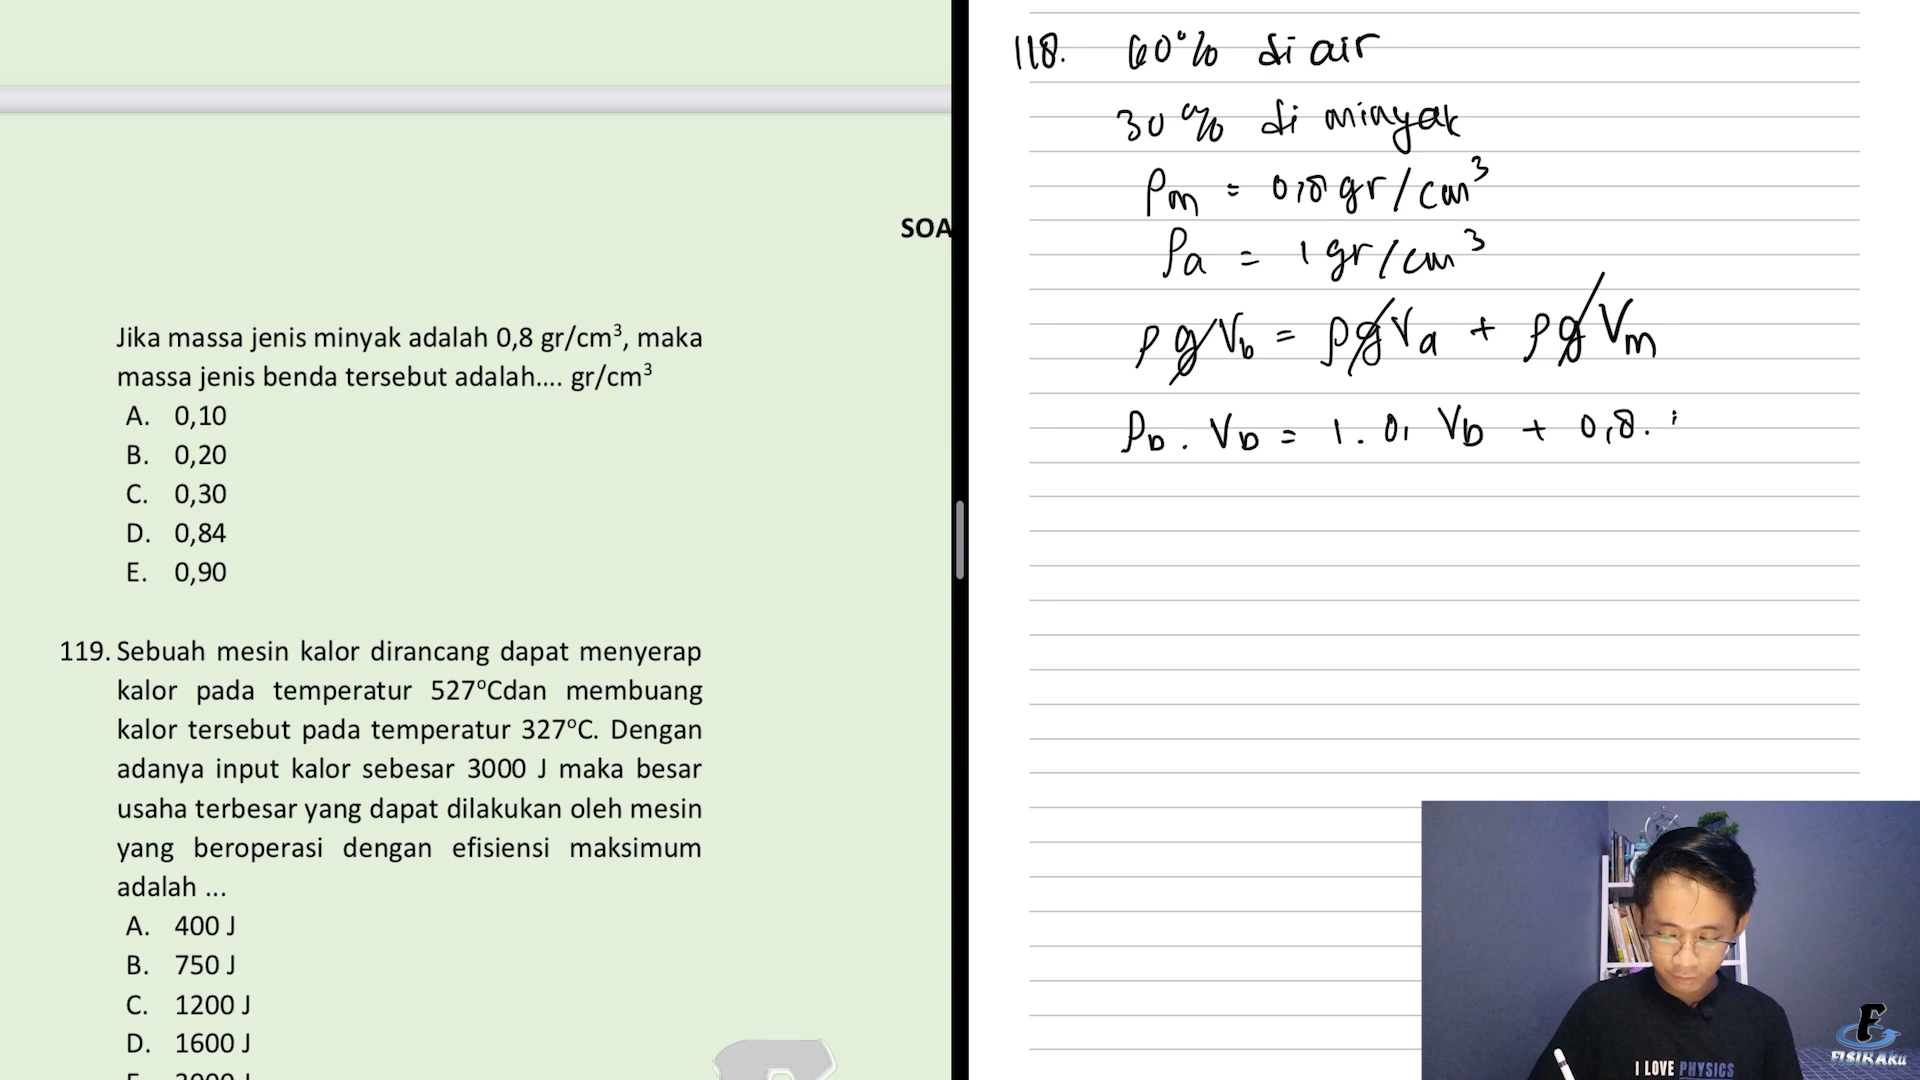 SOA
Jika massa jenis minyak adalah 0,8 gr/cm³, maka
massa jenis benda tersebut adalah.... gr/cm³
A. 0,10
B. 0,20
C. 0,30
D. 0,84
E. 0,90
119. Sebuah mesin kalor dirancang dapat menyerap
kalor pada temperatur 527°Cdan membuang
kalor tersebut pada temperatur 327°C. Dengan
adanya input kalor sebesar 3000 J maka besar
usaha terbesar yang dapat dilakukan oleh mesin
yang beroperasi dengan efisiensi maksimum
adalah ...
A. 400 J
B. 750 J
C. 1200 J
D. 1600 J
118. 60% di air
30% di minyak
ρm = 0,8 gr/cm³
ρa = 1 gr/cm³
ρ g Vb = ρ g Va + ρ g Vm
ρb . Vb = 1 . 0, Vb + 0,8 .
I LOVE PHYSICS
FISIKAKU